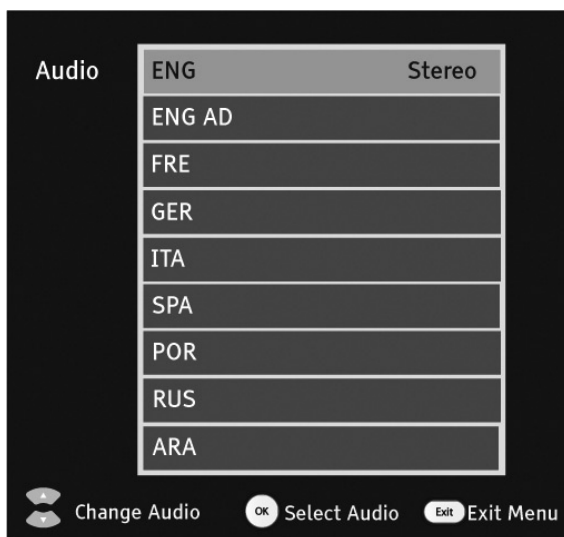 Audio ENG Stereo
ENG AD
FRE
GER
ITA
SPA
POR
RUS
ARA
Change Audio OK Select Audio Exit Exit Menu